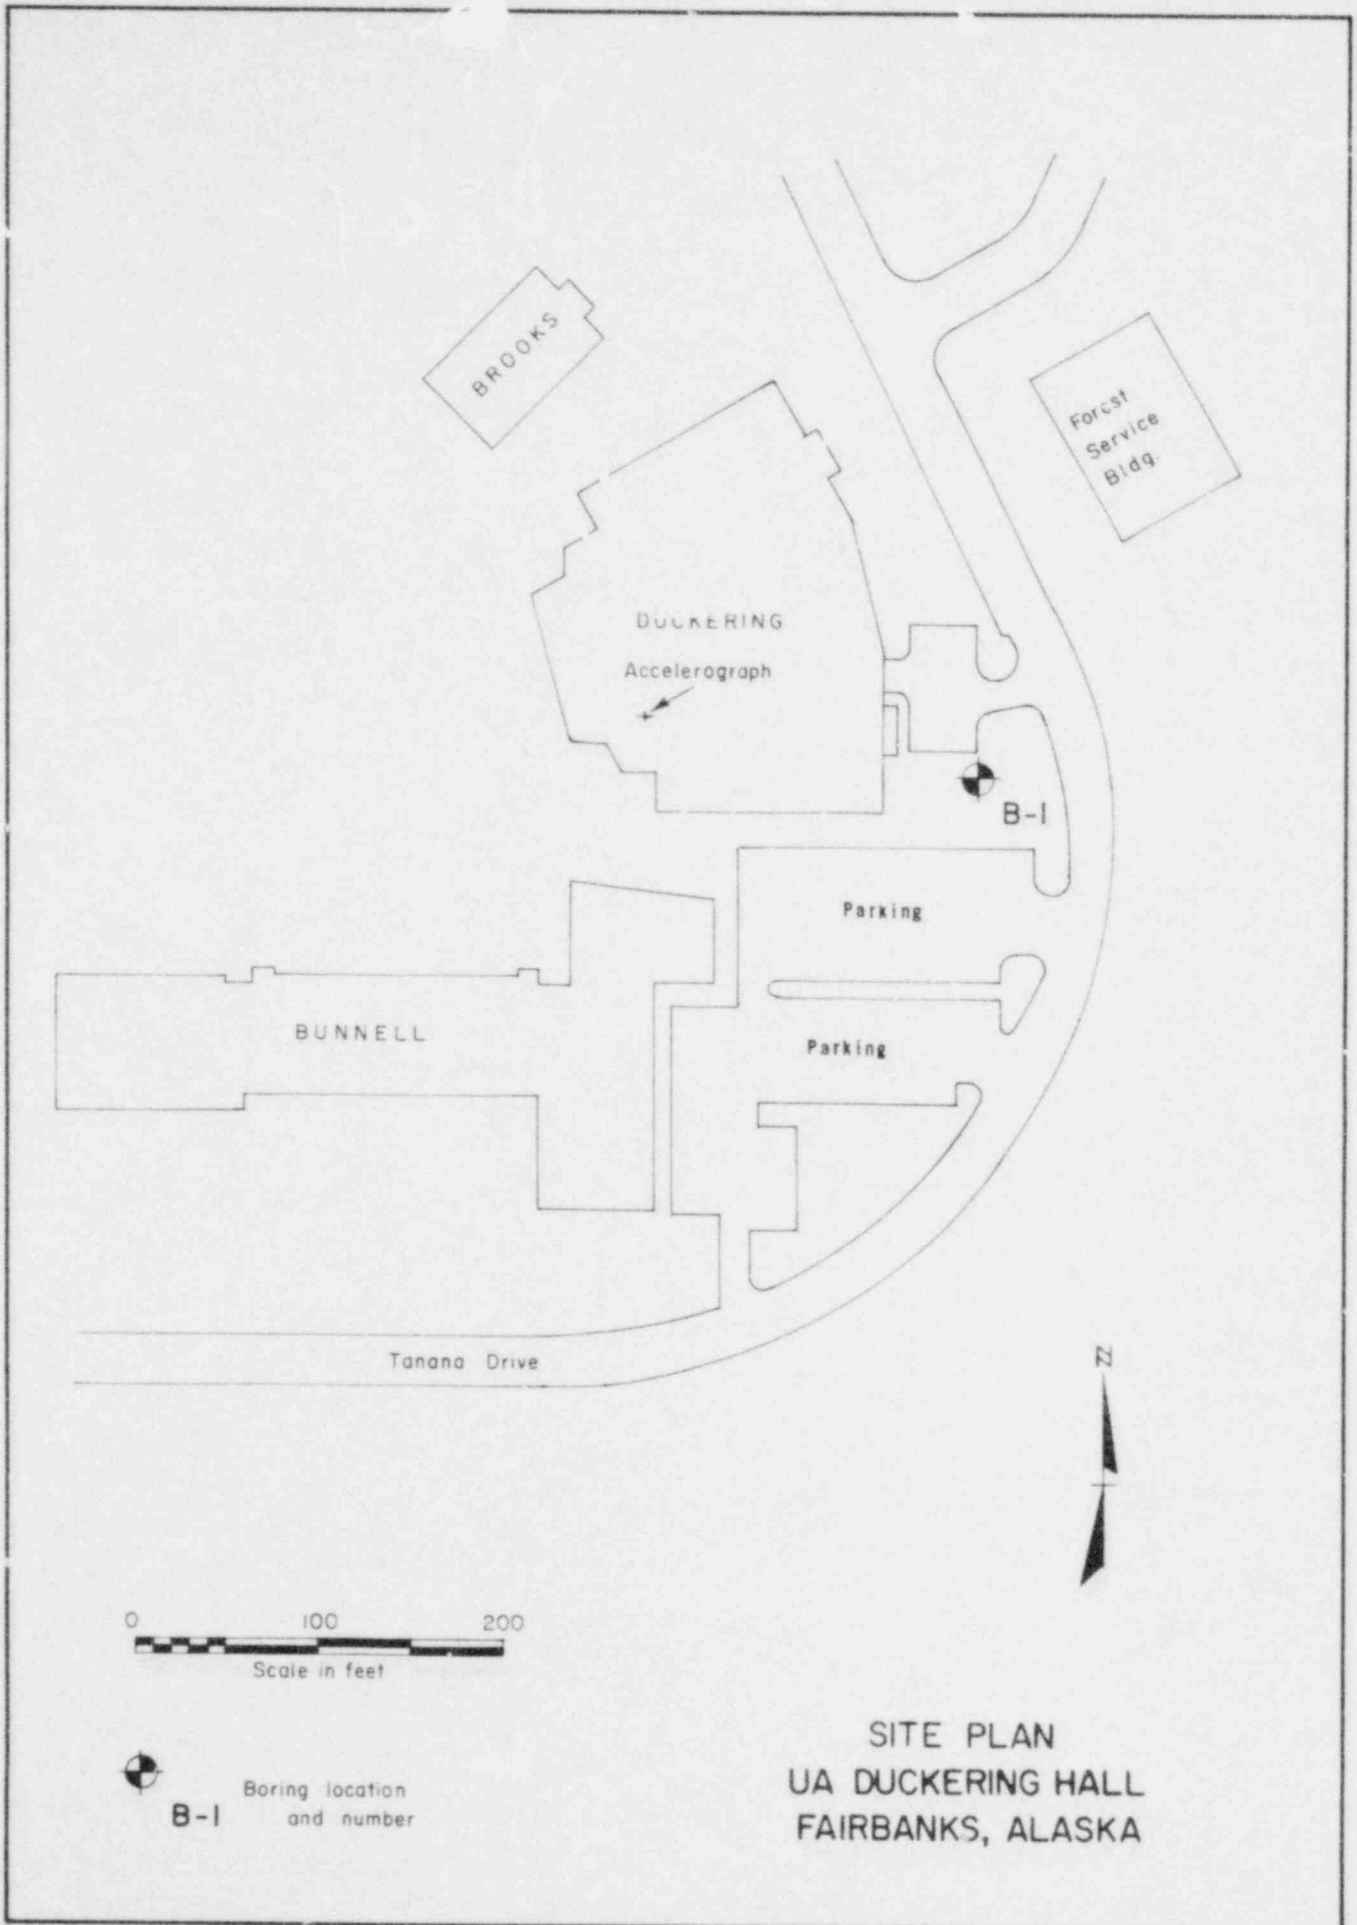 BROOKS
Forest
Service
Bldg.
DUCKERING
Accelerograph
B-1
Parking
BUNNELL
Parking
Tanana Drive
N
0 100 200
Scale in feet
Boring location
B-1 and number
SITE PLAN
UA DUCKERING HALL
FAIRBANKS, ALASKA